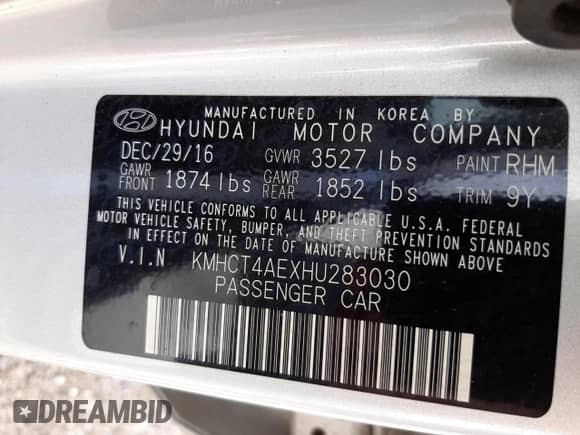 MANUFACTURED IN KOREA BY
HYUNDAI MOTOR COMPANY
DEC/29/16 GVWR 3527 lbs PAINT RHM
GAWR FRONT 1874 lbs GAWR REAR 1852 lbs TRIM 9Y
THIS VEHICLE CONFORMS TO ALL APPLICABLE U.S.A. FEDERAL
MOTOR VEHICLE SAFETY, BUMPER, AND THEFT PREVENTION STANDARDS
IN EFFECT ON THE DATE OF MANUFACTURE SHOWN ABOVE
V.I.N KMHCT4AEXHU283030
PASSENGER CAR
DREAMBID